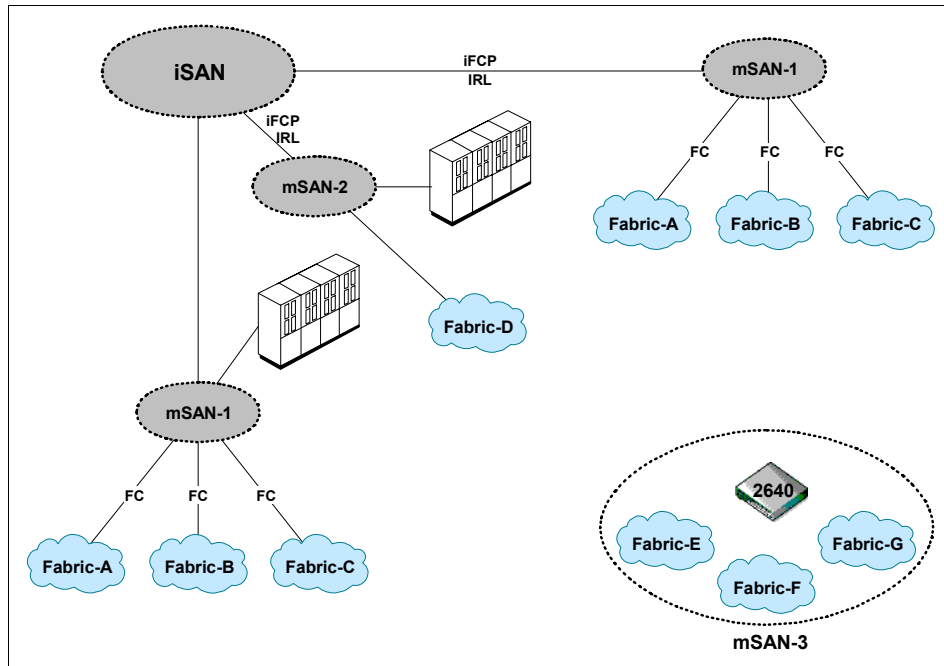 iSAN
iFCP
IRL
mSAN-1
iFCP
IRL
mSAN-2
FC
FC
FC
Fabric-A
Fabric-B
Fabric-C
Fabric-D
mSAN-1
FC
FC
FC
Fabric-A
Fabric-B
Fabric-C
2640
Fabric-E
Fabric-G
Fabric-F
mSAN-3